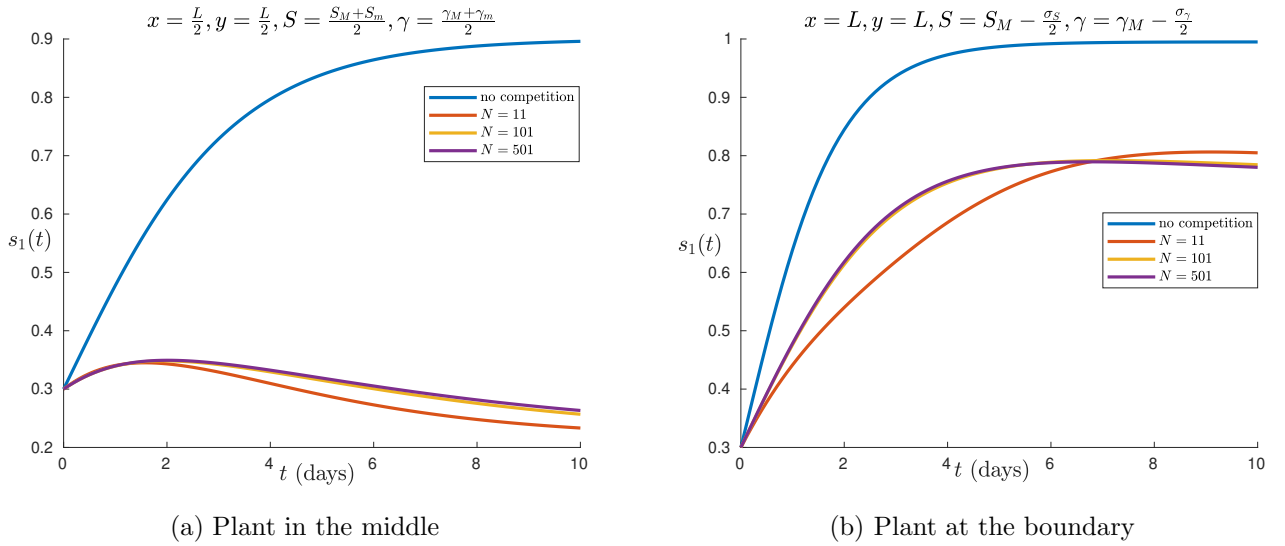 x = L/2, y = L/2, S = (S_M + S_m)/2, γ = (γ_M + γ_m)/2
0.9
0.8
0.7
0.6
s_1(t)
0.5
0.4
0.3
0.2
0 2 4 6 8 10
t (days)
no competition
N = 11
N = 101
N = 501
(a) Plant in the middle
x = L, y = L, S = S_M − σ_S/2, γ = γ_M − σ_γ/2
1
0.9
0.8
0.7
s_1(t)
0.6
0.5
0.4
0.3
0 2 4 6 8 10
t (days)
no competition
N = 11
N = 101
N = 501
(b) Plant at the boundary